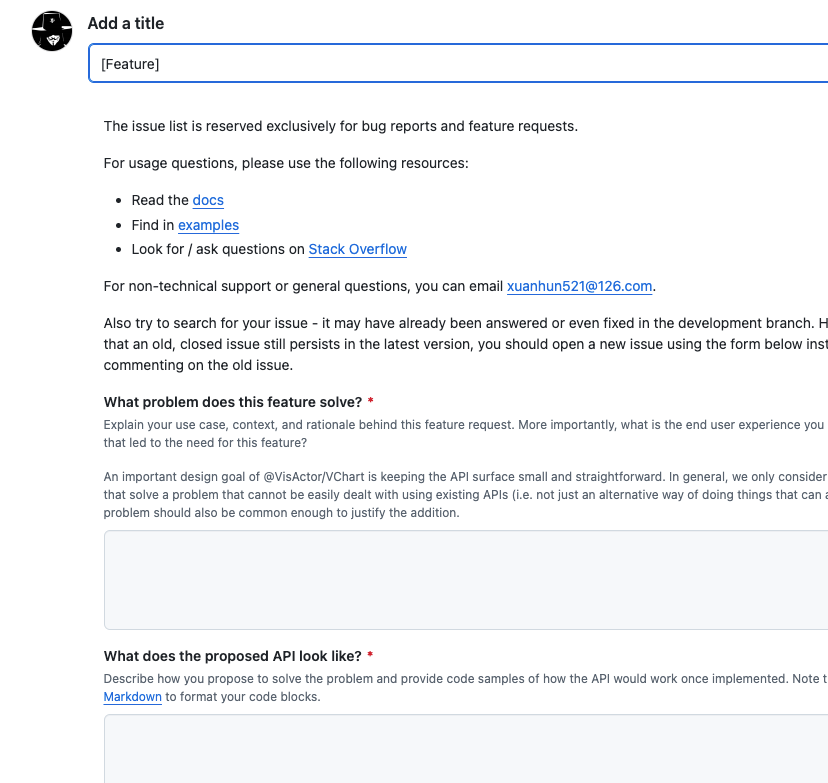 Add a title
[Feature]
The issue list is reserved exclusively for bug reports and feature requests.
For usage questions, please use the following resources:
Read the docs
Find in examples
Look for / ask questions on Stack Overflow
For non-technical support or general questions, you can email xuanhun521@126.com.
Also try to search for your issue - it may have already been answered or even fixed in the development branch. H
that an old, closed issue still persists in the latest version, you should open a new issue using the form below inst
commenting on the old issue.
What problem does this feature solve? *
Explain your use case, context, and rationale behind this feature request. More importantly, what is the end user experience you
that led to the need for this feature?
An important design goal of @VisActor/VChart is keeping the API surface small and straightforward. In general, we only consider
that solve a problem that cannot be easily dealt with using existing APIs (i.e. not just an alternative way of doing things that can a
problem should also be common enough to justify the addition.
What does the proposed API look like? *
Describe how you propose to solve the problem and provide code samples of how the API would work once implemented. Note t
Markdown to format your code blocks.